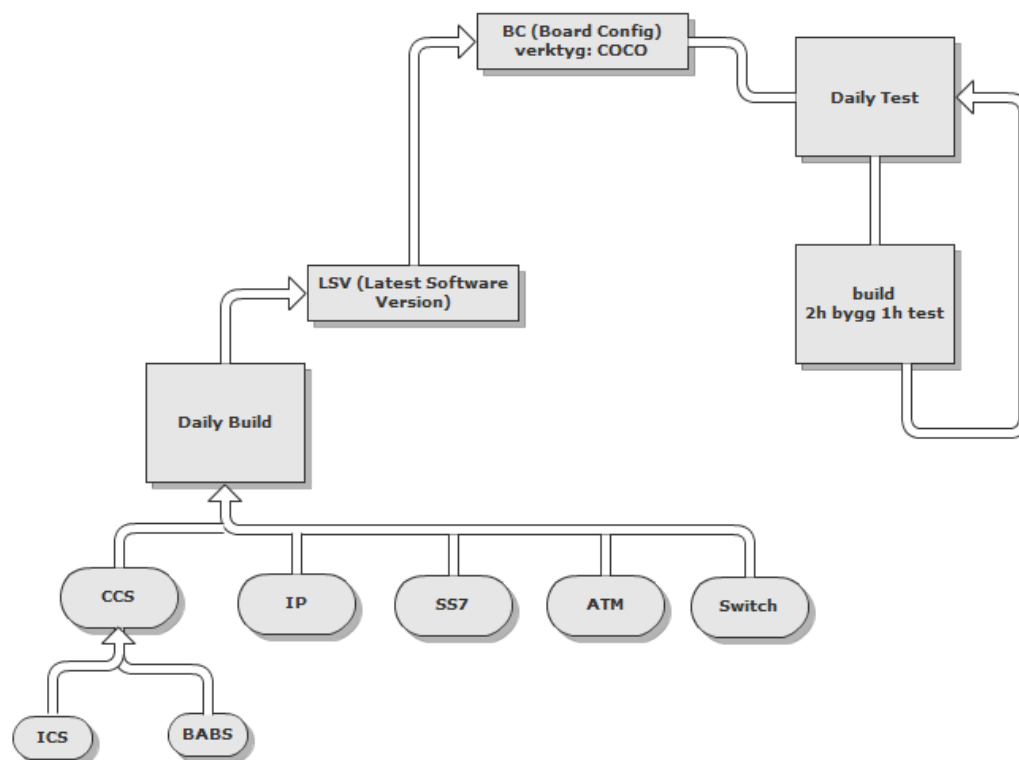 BC (Board Config)
verktyg: COCO
Daily Test
LSV (Latest Software
Version)
build
2h bygg 1h test
Daily Build
CCS
IP
SS7
ATM
Switch
ICS
BABS